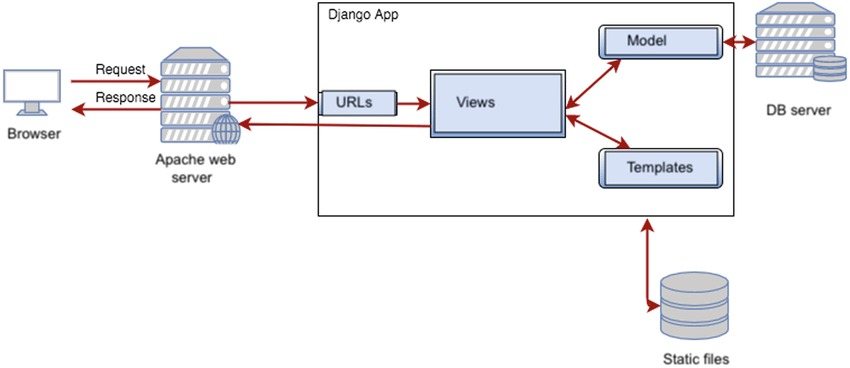 Django App
Request
Response
Browser
Apache web
server
URLs
Views
Model
Templates
DB server
Static files